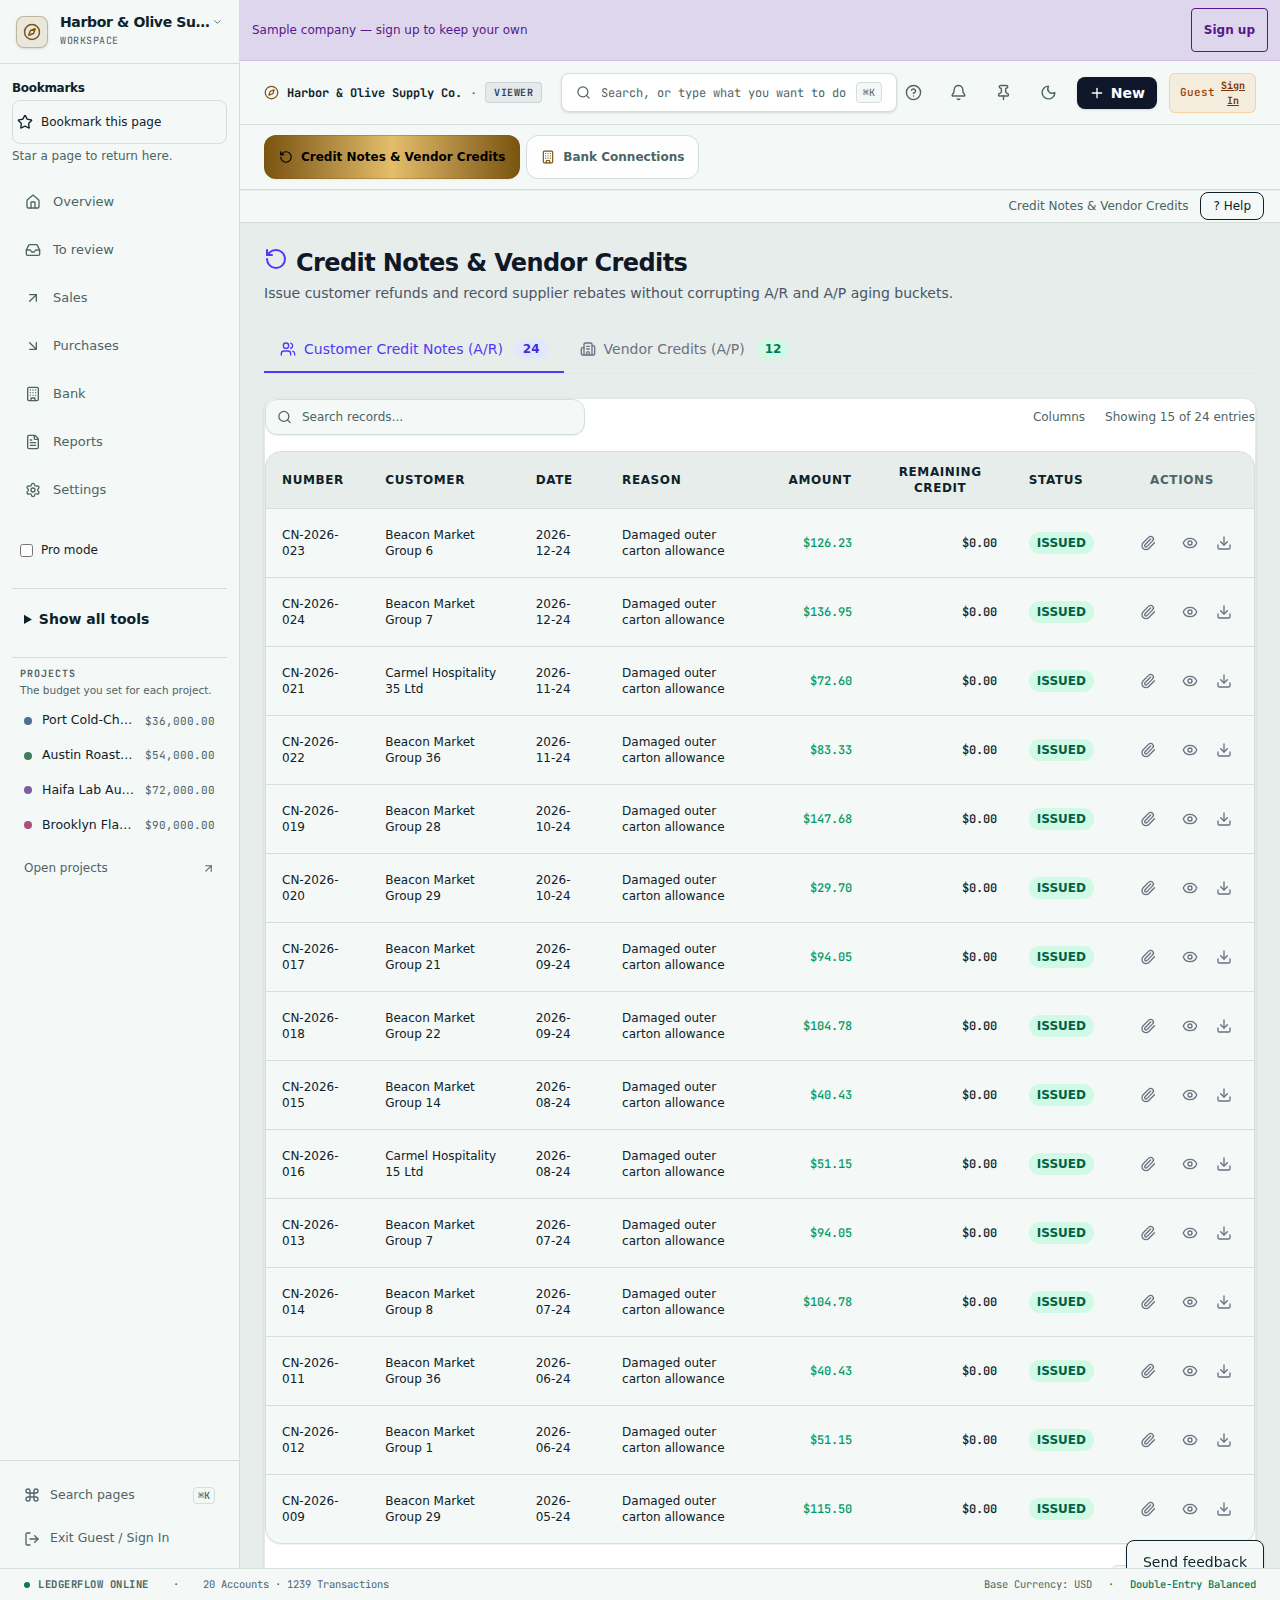 Harbor & Olive Su...
WORKSPACE
Bookmarks
Bookmark this page
Star a page to return here.
Overview
To review
Sales
Purchases
Bank
Reports
Settings
Pro mode
Show all tools
PROJECTS
The budget you set for each project.
Port Cold-Ch... $36,000.00
Austin Roast... $54,000.00
Haifa Lab Au... $72,000.00
Brooklyn Fla... $90,000.00
Open projects
Search pages ⌘K
Exit Guest / Sign In
Sample company — sign up to keep your own
Sign up
Harbor & Olive Supply Co. · VIEWER
Search, or type what you want to do ⌘K
New
Guest Sign In
Credit Notes & Vendor Credits
Bank Connections
Credit Notes & Vendor Credits
? Help
Credit Notes & Vendor Credits
Issue customer refunds and record supplier rebates without corrupting A/R and A/P aging buckets.
Customer Credit Notes (A/R) 24
Vendor Credits (A/P) 12
Search records...
Columns
Showing 15 of 24 entries
NUMBER CUSTOMER DATE REASON AMOUNT REMAINING CREDIT STATUS ACTIONS
CN-2026-023 Beacon Market Group 6 2026-12-24 Damaged outer carton allowance $126.23 $0.00 ISSUED
CN-2026-024 Beacon Market Group 7 2026-12-24 Damaged outer carton allowance $136.95 $0.00 ISSUED
CN-2026-021 Carmel Hospitality 35 Ltd 2026-11-24 Damaged outer carton allowance $72.60 $0.00 ISSUED
CN-2026-022 Beacon Market Group 36 2026-11-24 Damaged outer carton allowance $83.33 $0.00 ISSUED
CN-2026-019 Beacon Market Group 28 2026-10-24 Damaged outer carton allowance $147.68 $0.00 ISSUED
CN-2026-020 Beacon Market Group 29 2026-10-24 Damaged outer carton allowance $29.70 $0.00 ISSUED
CN-2026-017 Beacon Market Group 21 2026-09-24 Damaged outer carton allowance $94.05 $0.00 ISSUED
CN-2026-018 Beacon Market Group 22 2026-09-24 Damaged outer carton allowance $104.78 $0.00 ISSUED
CN-2026-015 Beacon Market Group 14 2026-08-24 Damaged outer carton allowance $40.43 $0.00 ISSUED
CN-2026-016 Carmel Hospitality 15 Ltd 2026-08-24 Damaged outer carton allowance $51.15 $0.00 ISSUED
CN-2026-013 Beacon Market Group 7 2026-07-24 Damaged outer carton allowance $94.05 $0.00 ISSUED
CN-2026-014 Beacon Market Group 8 2026-07-24 Damaged outer carton allowance $104.78 $0.00 ISSUED
CN-2026-011 Beacon Market Group 36 2026-06-24 Damaged outer carton allowance $40.43 $0.00 ISSUED
CN-2026-012 Beacon Market Group 1 2026-06-24 Damaged outer carton allowance $51.15 $0.00 ISSUED
CN-2026-009 Beacon Market Group 29 2026-05-24 Damaged outer carton allowance $115.50 $0.00 ISSUED
Send feedback
LEDGERFLOW ONLINE · 20 Accounts · 1239 Transactions
Base Currency: USD · Double-Entry Balanced